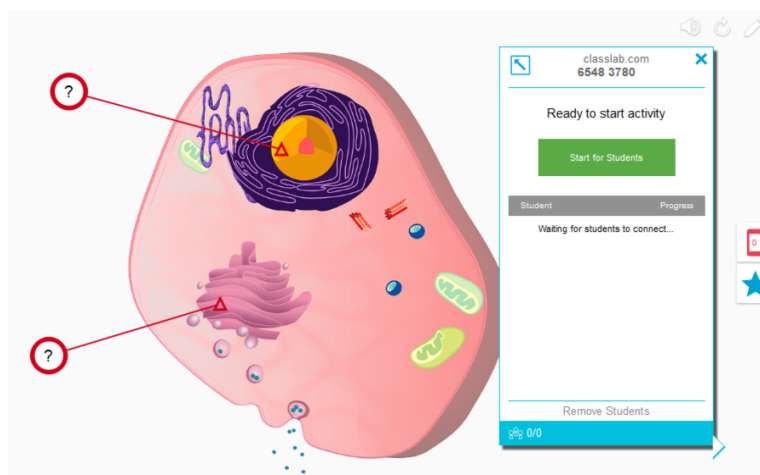 ?
?
classlab.com
6548 3780
Ready to start activity
Start for Students
Student Progress
Waiting for students to connect...
Remove Students
0/0
0